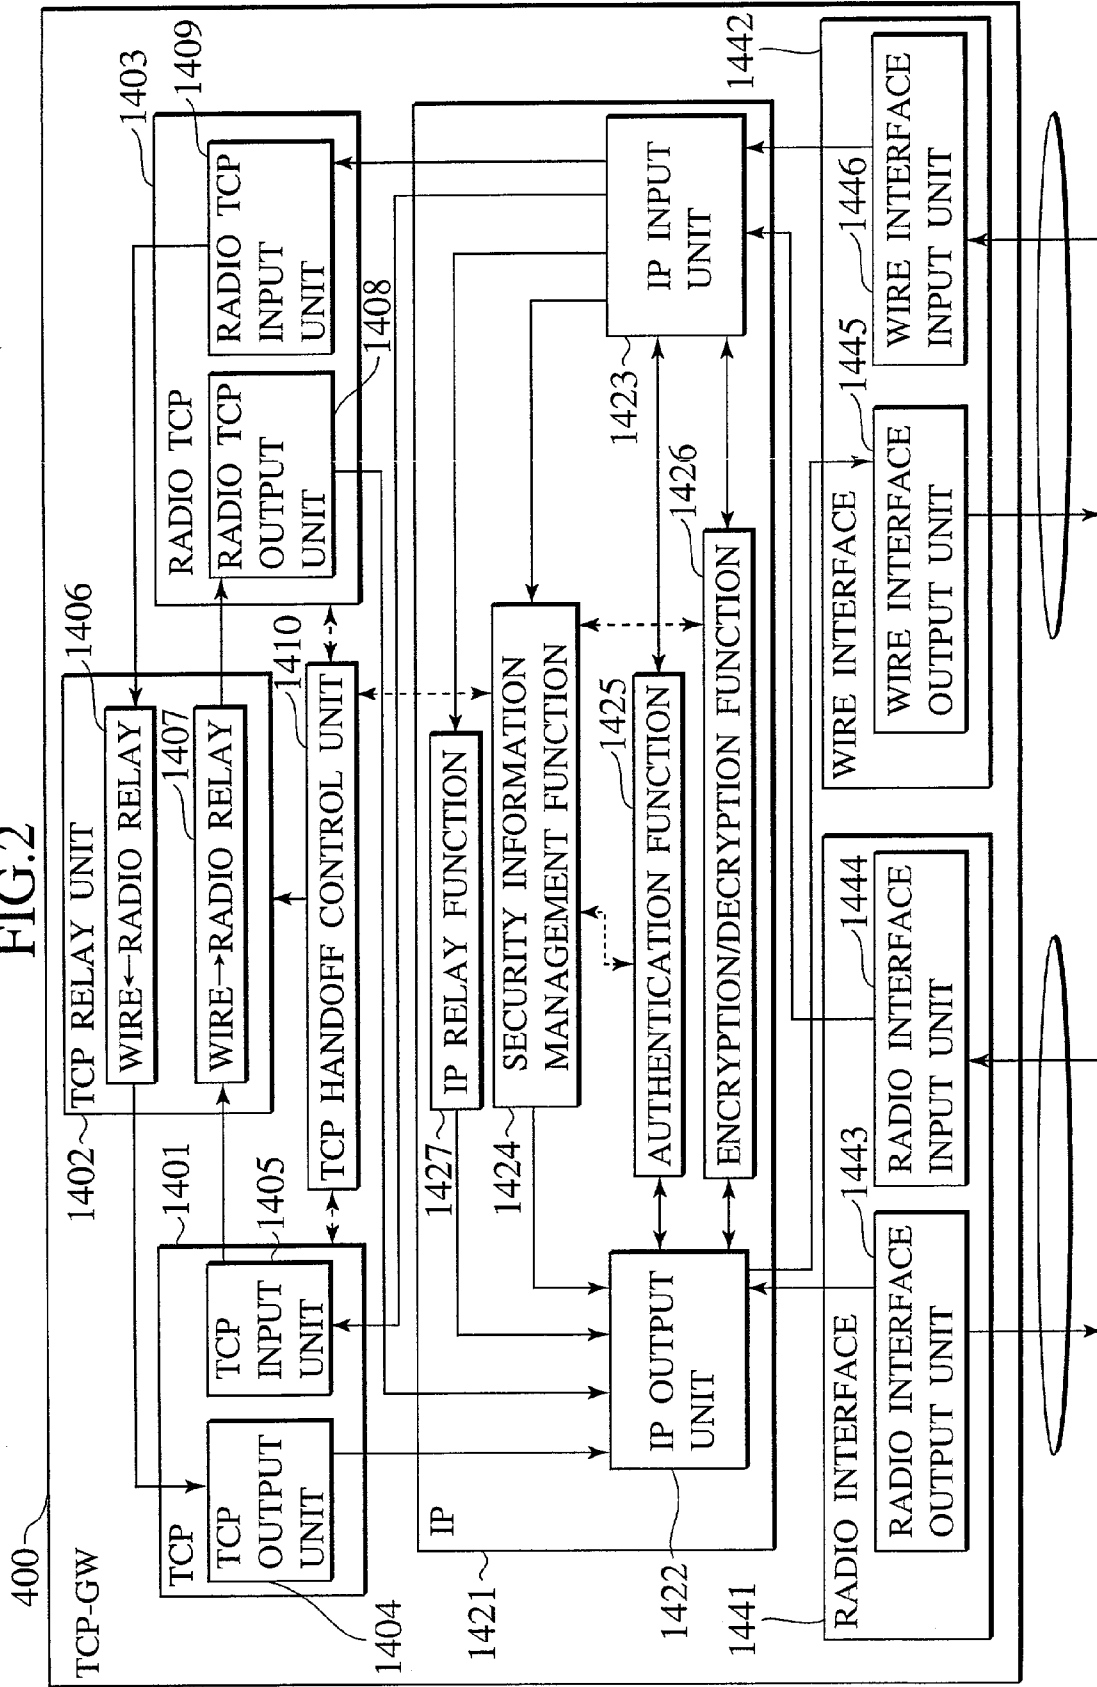 FIG.2
400
TCP-GW
1402
TCP RELAY UNIT
1406
WIRE←RADIO RELAY
1407
WIRE→RADIO RELAY
1401
TCP
1404
TCP
OUTPUT
UNIT
1405
TCP
INPUT
UNIT
1410
TCP HANDOFF CONTROL UNIT
1403
RADIO TCP
1408
RADIO TCP
OUTPUT
UNIT
1409
RADIO TCP
INPUT
UNIT
1421
IP
1427
IP RELAY FUNCTION
1424
SECURITY INFORMATION
MANAGEMENT FUNCTION
1425
AUTHENTICATION FUNCTION
1426
ENCRYPTION/DECRYPTION FUNCTION
1422
IP OUTPUT
UNIT
1423
IP INPUT
UNIT
1441
RADIO INTERFACE
1443
RADIO INTERFACE
OUTPUT UNIT
1444
RADIO INTERFACE
INPUT UNIT
1442
WIRE INTERFACE
1445
WIRE INTERFACE
OUTPUT UNIT
1446
WIRE INTERFACE
INPUT UNIT